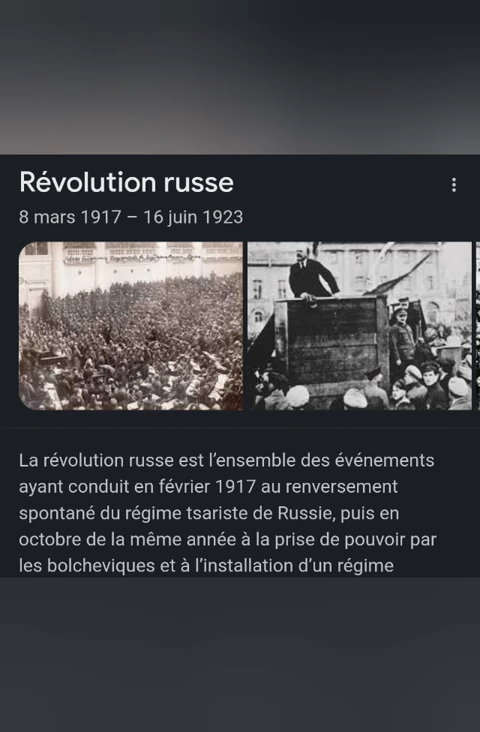 Révolution russe
8 mars 1917 – 16 juin 1923
La révolution russe est l’ensemble des événements
ayant conduit en février 1917 au renversement
spontané du régime tsariste de Russie, puis en
octobre de la même année à la prise de pouvoir par
les bolcheviques et à l’installation d’un régime